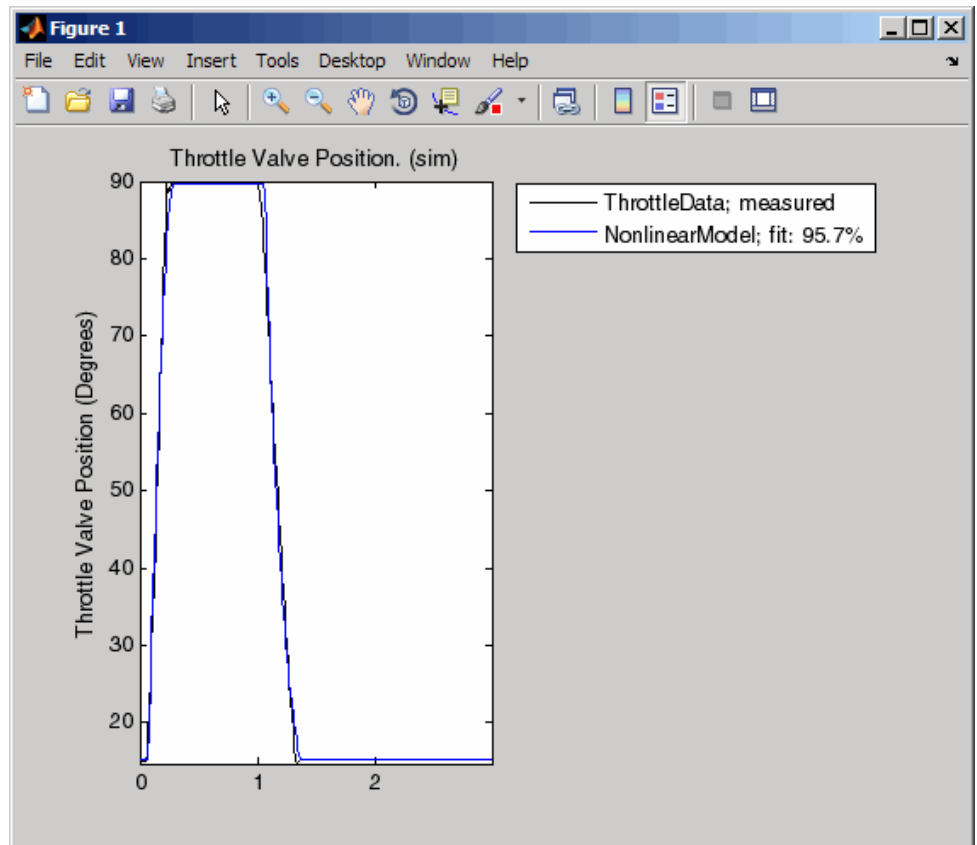 Figure 1
File Edit View Insert Tools Desktop Window Help
Throttle Valve Position. (sim)
ThrottleData; measured
NonlinearModel; fit: 95.7%
Throttle Valve Position (Degrees)
90
80
70
60
50
40
30
20
0 1 2